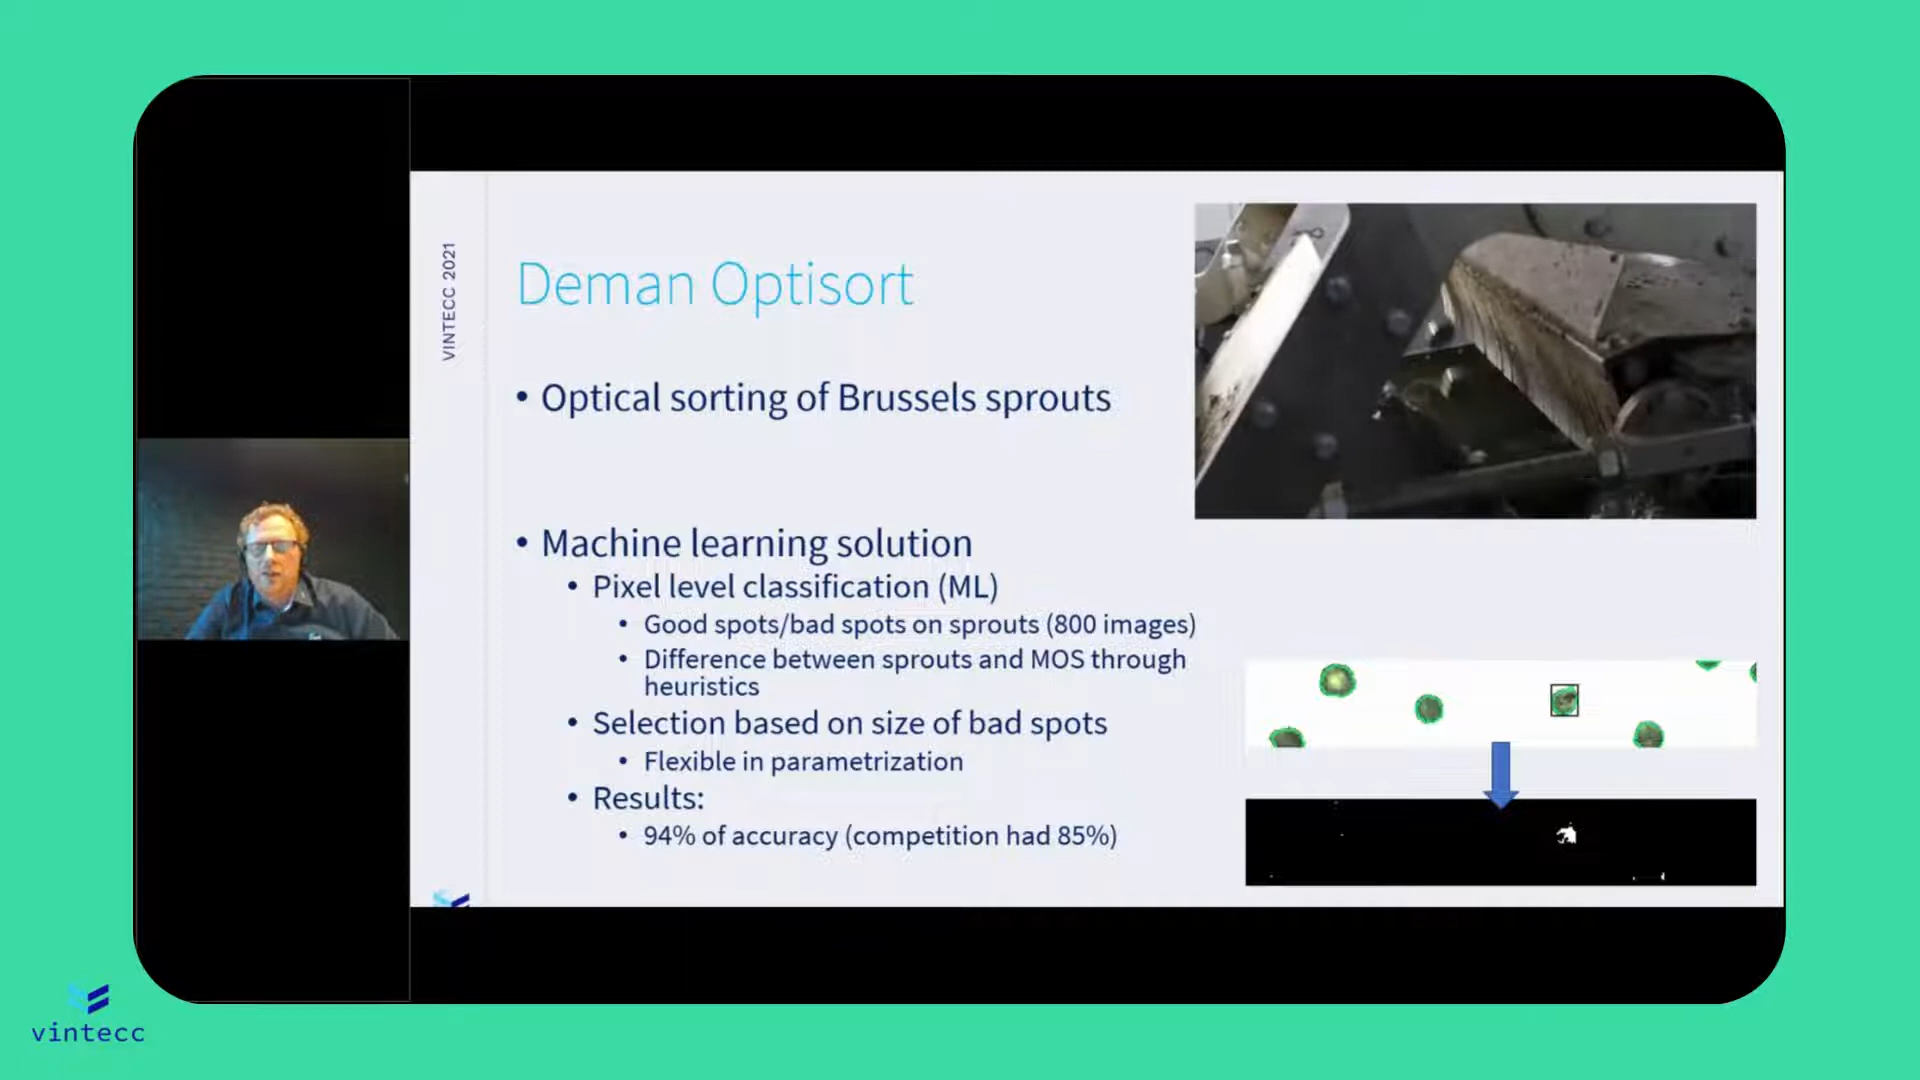 VINTECC 2021
Deman Optisort
• Optical sorting of Brussels sprouts
• Machine learning solution
• Pixel level classification (ML)
• Good spots/bad spots on sprouts (800 images)
• Difference between sprouts and MOS through
heuristics
• Selection based on size of bad spots
• Flexible in parametrization
• Results:
• 94% of accuracy (competition had 85%)
vintecc